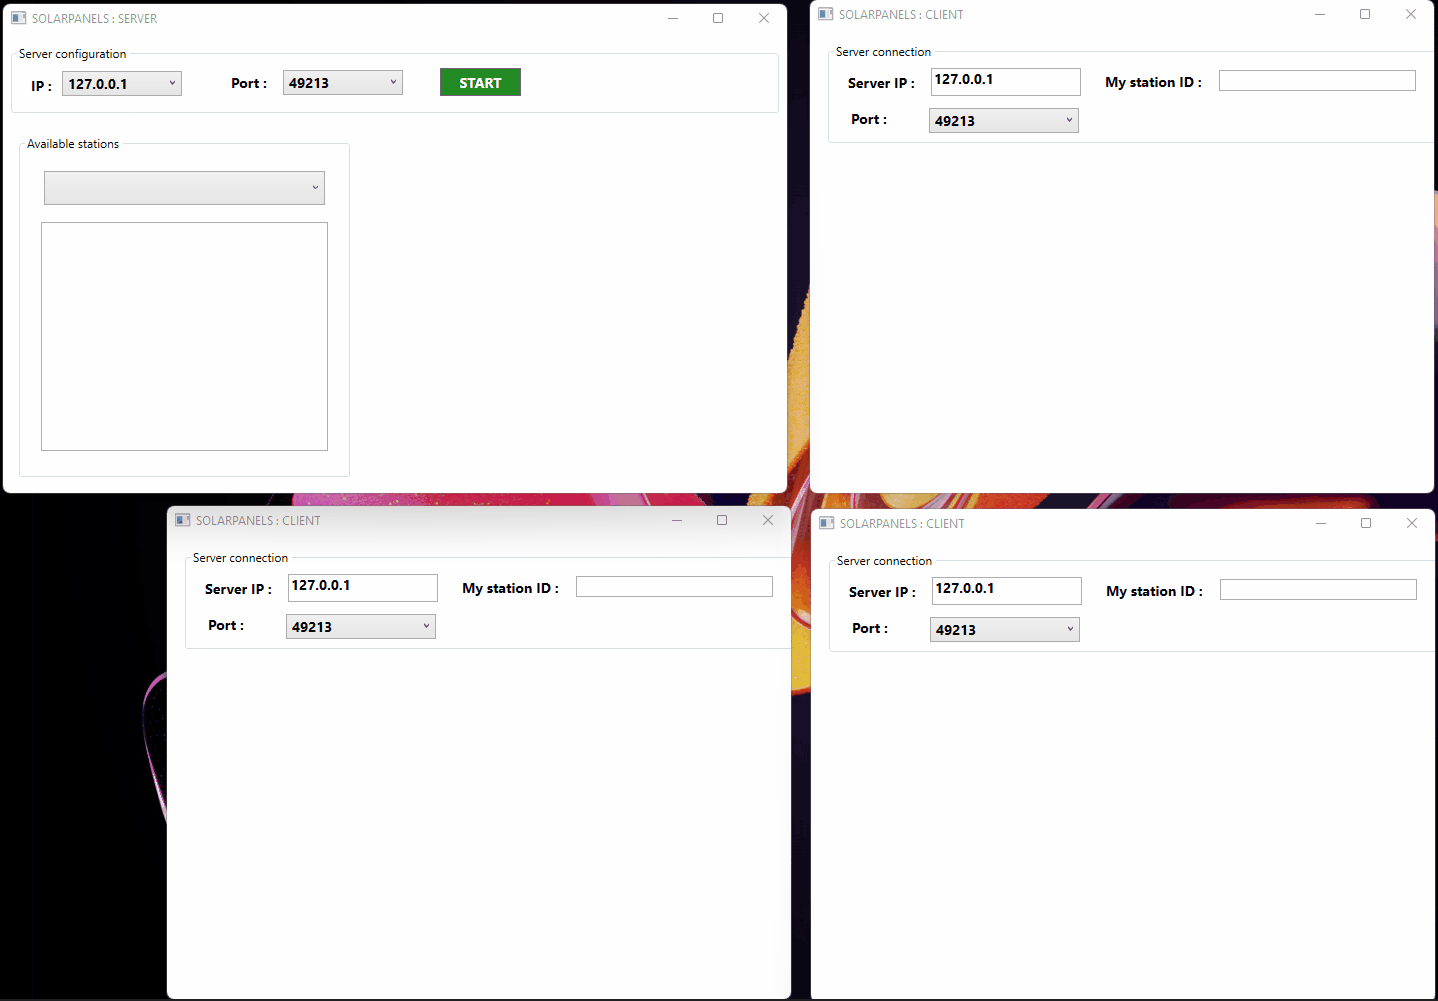 SOLARPANELS : SERVER
Server configuration
IP : 127.0.0.1 Port : 49213 START
Available stations
SOLARPANELS : CLIENT
Server connection
Server IP : 127.0.0.1 My station ID :
Port : 49213
SOLARPANELS : CLIENT
Server connection
Server IP : 127.0.0.1 My station ID :
Port : 49213
SOLARPANELS : CLIENT
Server connection
Server IP : 127.0.0.1 My station ID :
Port : 49213